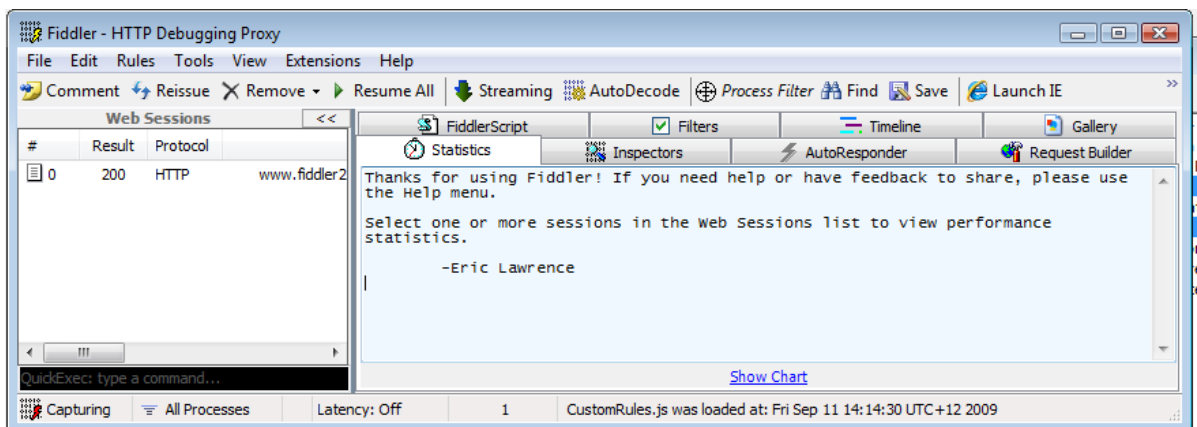 Fiddler - HTTP Debugging Proxy
File Edit Rules Tools View Extensions Help
Comment Reissue Remove Resume All Streaming AutoDecode Process Filter Find Save Launch IE »
Web Sessions <<
# Result Protocol
0 200 HTTP www.fiddler2
FiddlerScript Filters Timeline Gallery
Statistics Inspectors AutoResponder Request Builder
Thanks for using Fiddler! If you need help or have feedback to share, please use
the Help menu.
Select one or more sessions in the Web Sessions list to view performance
statistics.
-Eric Lawrence
Show Chart
QuickExec: type a command...
Capturing All Processes Latency: Off 1 CustomRules.js was loaded at: Fri Sep 11 14:14:30 UTC+12 2009